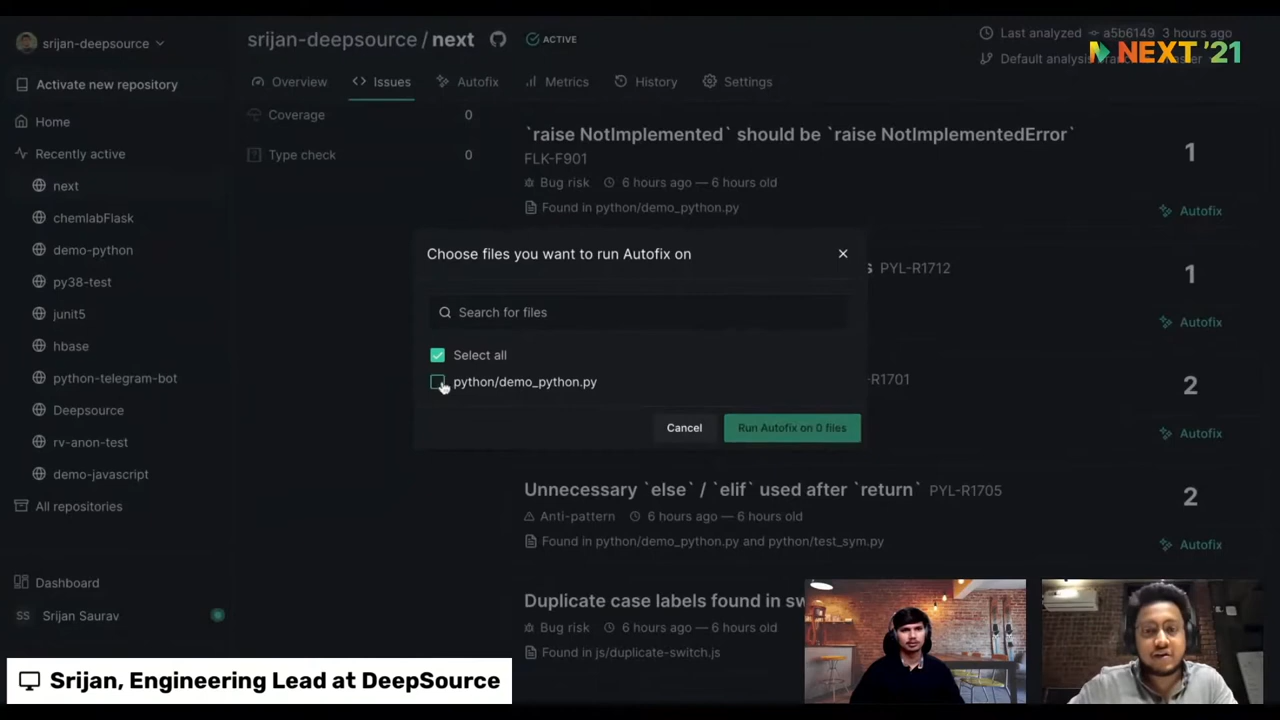 srijan-deepsource
srijan-deepsource / next
ACTIVE
Last analyzed
a5b6149 3 hours ago
Default analysis
NEXT '21
Activate new repository
Overview
Issues
Autofix
Metrics
History
Settings
Home
Recently active
next
chemlabFlask
demo-python
py38-test
junit5
hbase
python-telegram-bot
Deepsource
rv-anon-test
demo-javascript
All repositories
Dashboard
SS Srijan Saurav
Coverage 0
Type check 0
`raise NotImplemented` should be `raise NotImplementedError`
FLK-F901
1
Bug risk 6 hours ago — 6 hours old
Found in python/demo_python.py
Autofix
PYL-R1712
1
Autofix
-R1701
2
Autofix
Choose files you want to run Autofix on
Search for files
Select all
python/demo_python.py
Cancel
Run Autofix on 0 files
Unnecessary `else` / `elif` used after `return` PYL-R1705
2
Anti-pattern 6 hours ago — 6 hours old
Found in python/demo_python.py and python/test_sym.py
Autofix
Duplicate case labels found in sw
Bug risk 6 hours ago — 6 hours old
Found in js/duplicate-switch.js
Srijan, Engineering Lead at DeepSource